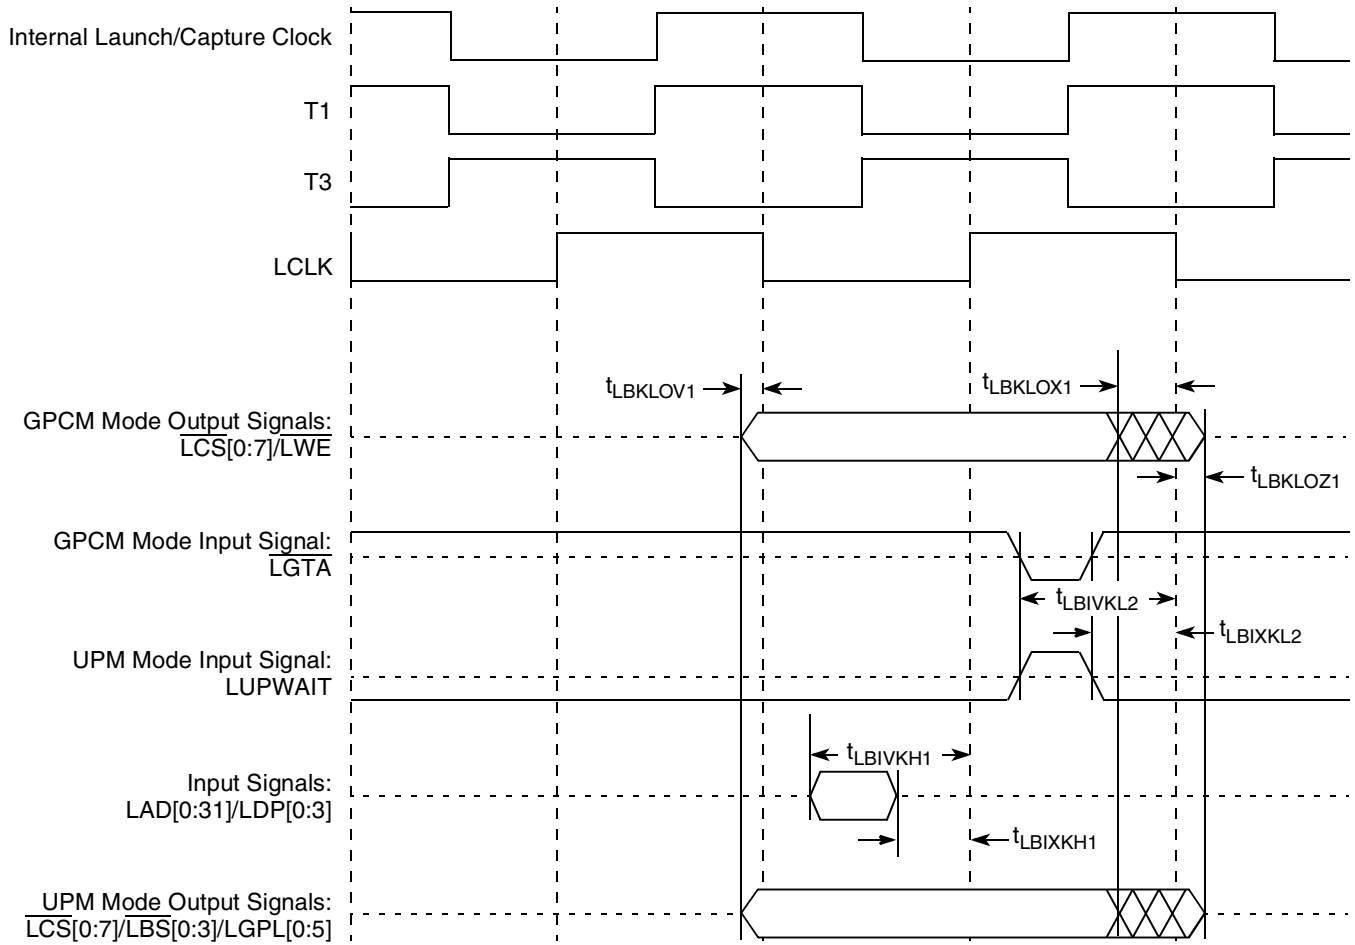 Internal Launch/Capture Clock
T1
T3
LCLK
tLBKLOV1
tLBKLOX1
GPCM Mode Output Signals:
LCS[0:7]/LWE
tLBKLOZ1
GPCM Mode Input Signal:
LGTA
tLBIVKL2
tLBIXKL2
UPM Mode Input Signal:
LUPWAIT
tLBIVKH1
Input Signals:
LAD[0:31]/LDP[0:3]
tLBIXKH1
UPM Mode Output Signals:
LCS[0:7]/LBS[0:3]/LGPL[0:5]